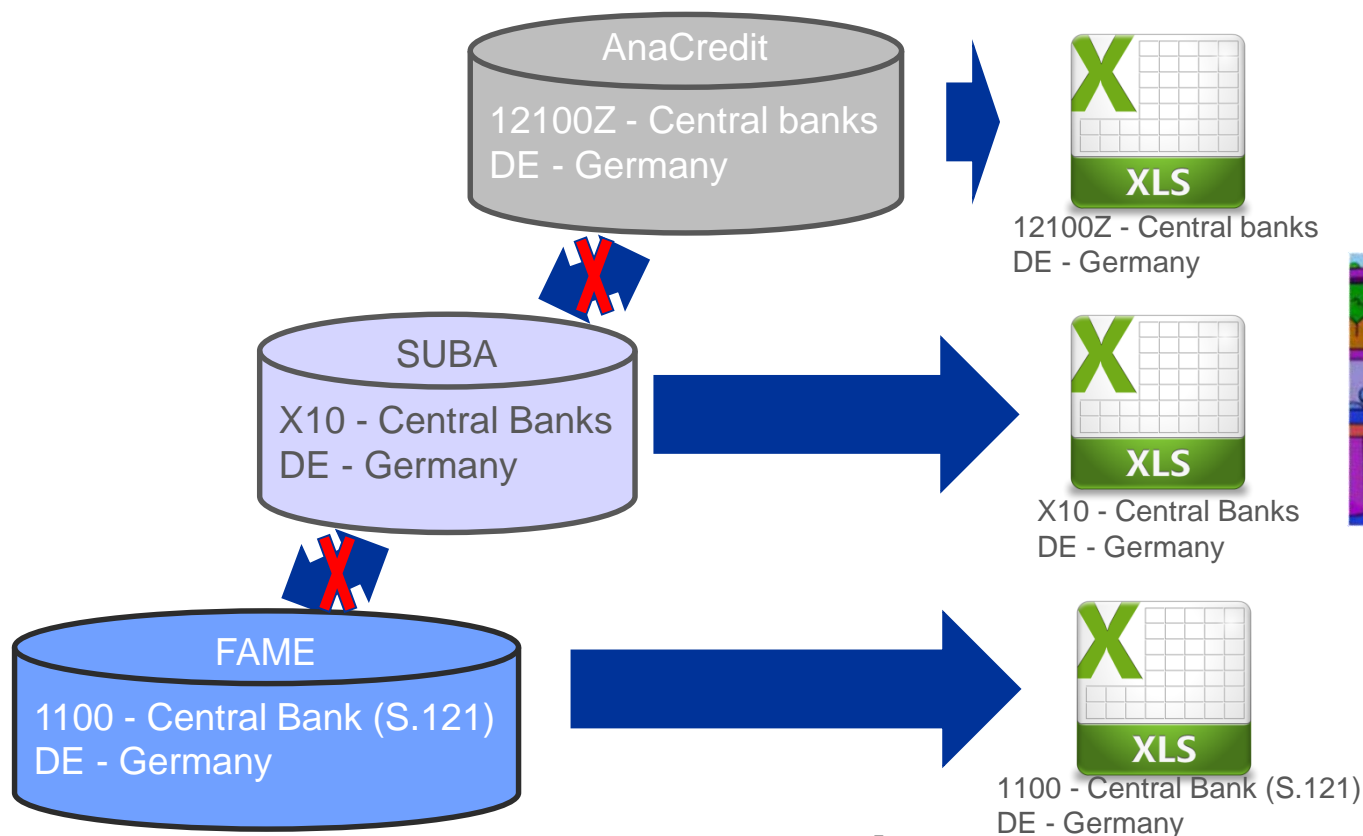 AnaCredit
12100Z - Central banks
DE - Germany
X
XLS
12100Z - Central banks
DE - Germany
X
SUBA
X10 - Central Banks
DE - Germany
X
XLS
X10 - Central Banks
DE - Germany
X
FAME
1100 - Central Bank (S.121)
DE - Germany
X
XLS
1100 - Central Bank (S.121)
DE - Germany